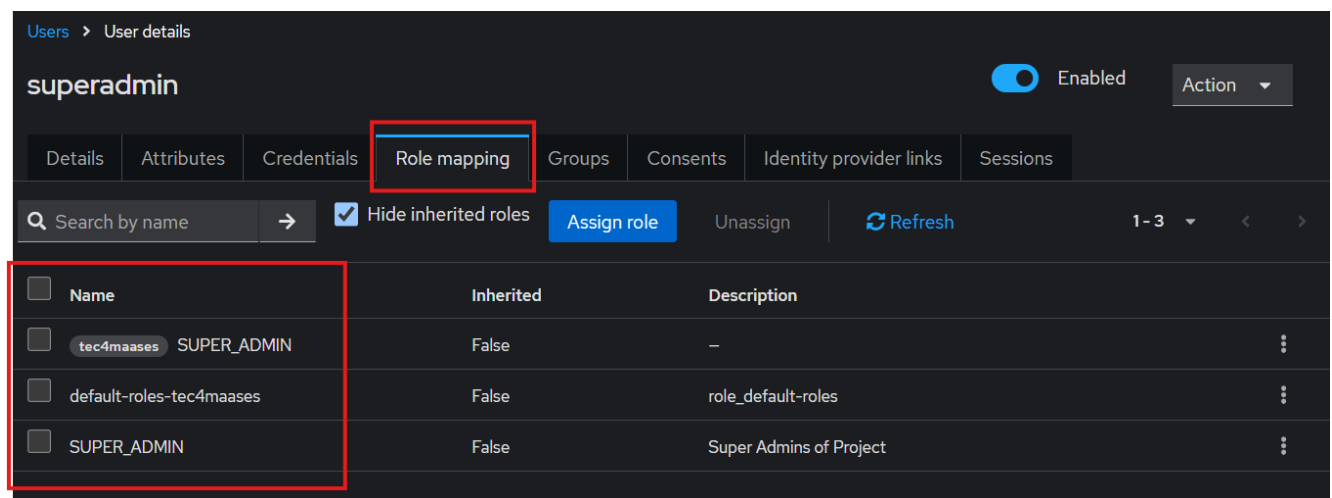 Users > User details
superadmin
Enabled
Action
Details Attributes Credentials Role mapping Groups Consents Identity provider links Sessions
Search by name Hide inherited roles Assign role Unassign Refresh 1 - 3
Name Inherited Description
tec4maases SUPER_ADMIN False –
default-roles-tec4maases False role_default-roles
SUPER_ADMIN False Super Admins of Project